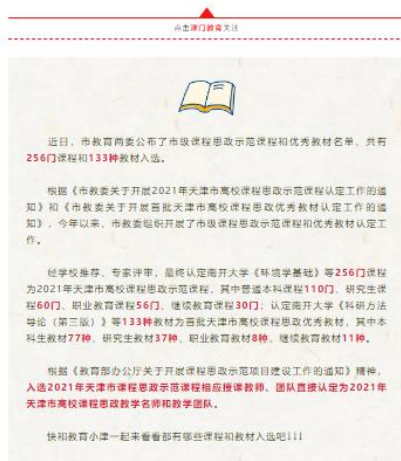 点击津门教育关注
近日，市教育两委公布了市级课程思政示范课程和优秀教材名单，共有
256门课程和133种教材入选。
根据《市教委关于开展2021年天津市高校课程思政示范课程认定工作的通
知》和《市教委关于开展首批天津市高校课程思政优秀教材认定工作的通
知》，今年以来，市教委组织开展了市级课程思政示范课程和优秀教材认定工
作。
经学校推荐、专家评审，最终认定南开大学《环境学基础》等256门课程
为2021年天津市高校课程思政示范课程，其中普通本科课程110门、研究生课
程60门、职业教育课程56门、继续教育课程30门；认定南开大学《科研方法
导论（第三版）》等133种教材为首批天津市高校课程思政优秀教材，其中本
科生教材77种、研究生教材37种、职业教育教材8种、继续教育教材11种。
根据《教育部办公厅关于开展课程思政示范项目建设工作的通知》精神，
入选2021年天津市课程思政示范课程相应授课教师、团队直接认定为2021年
天津市高校课程思政教学名师和教学团队。
快和教育小津一起来看看都有哪些课程和教材入选吧!!!